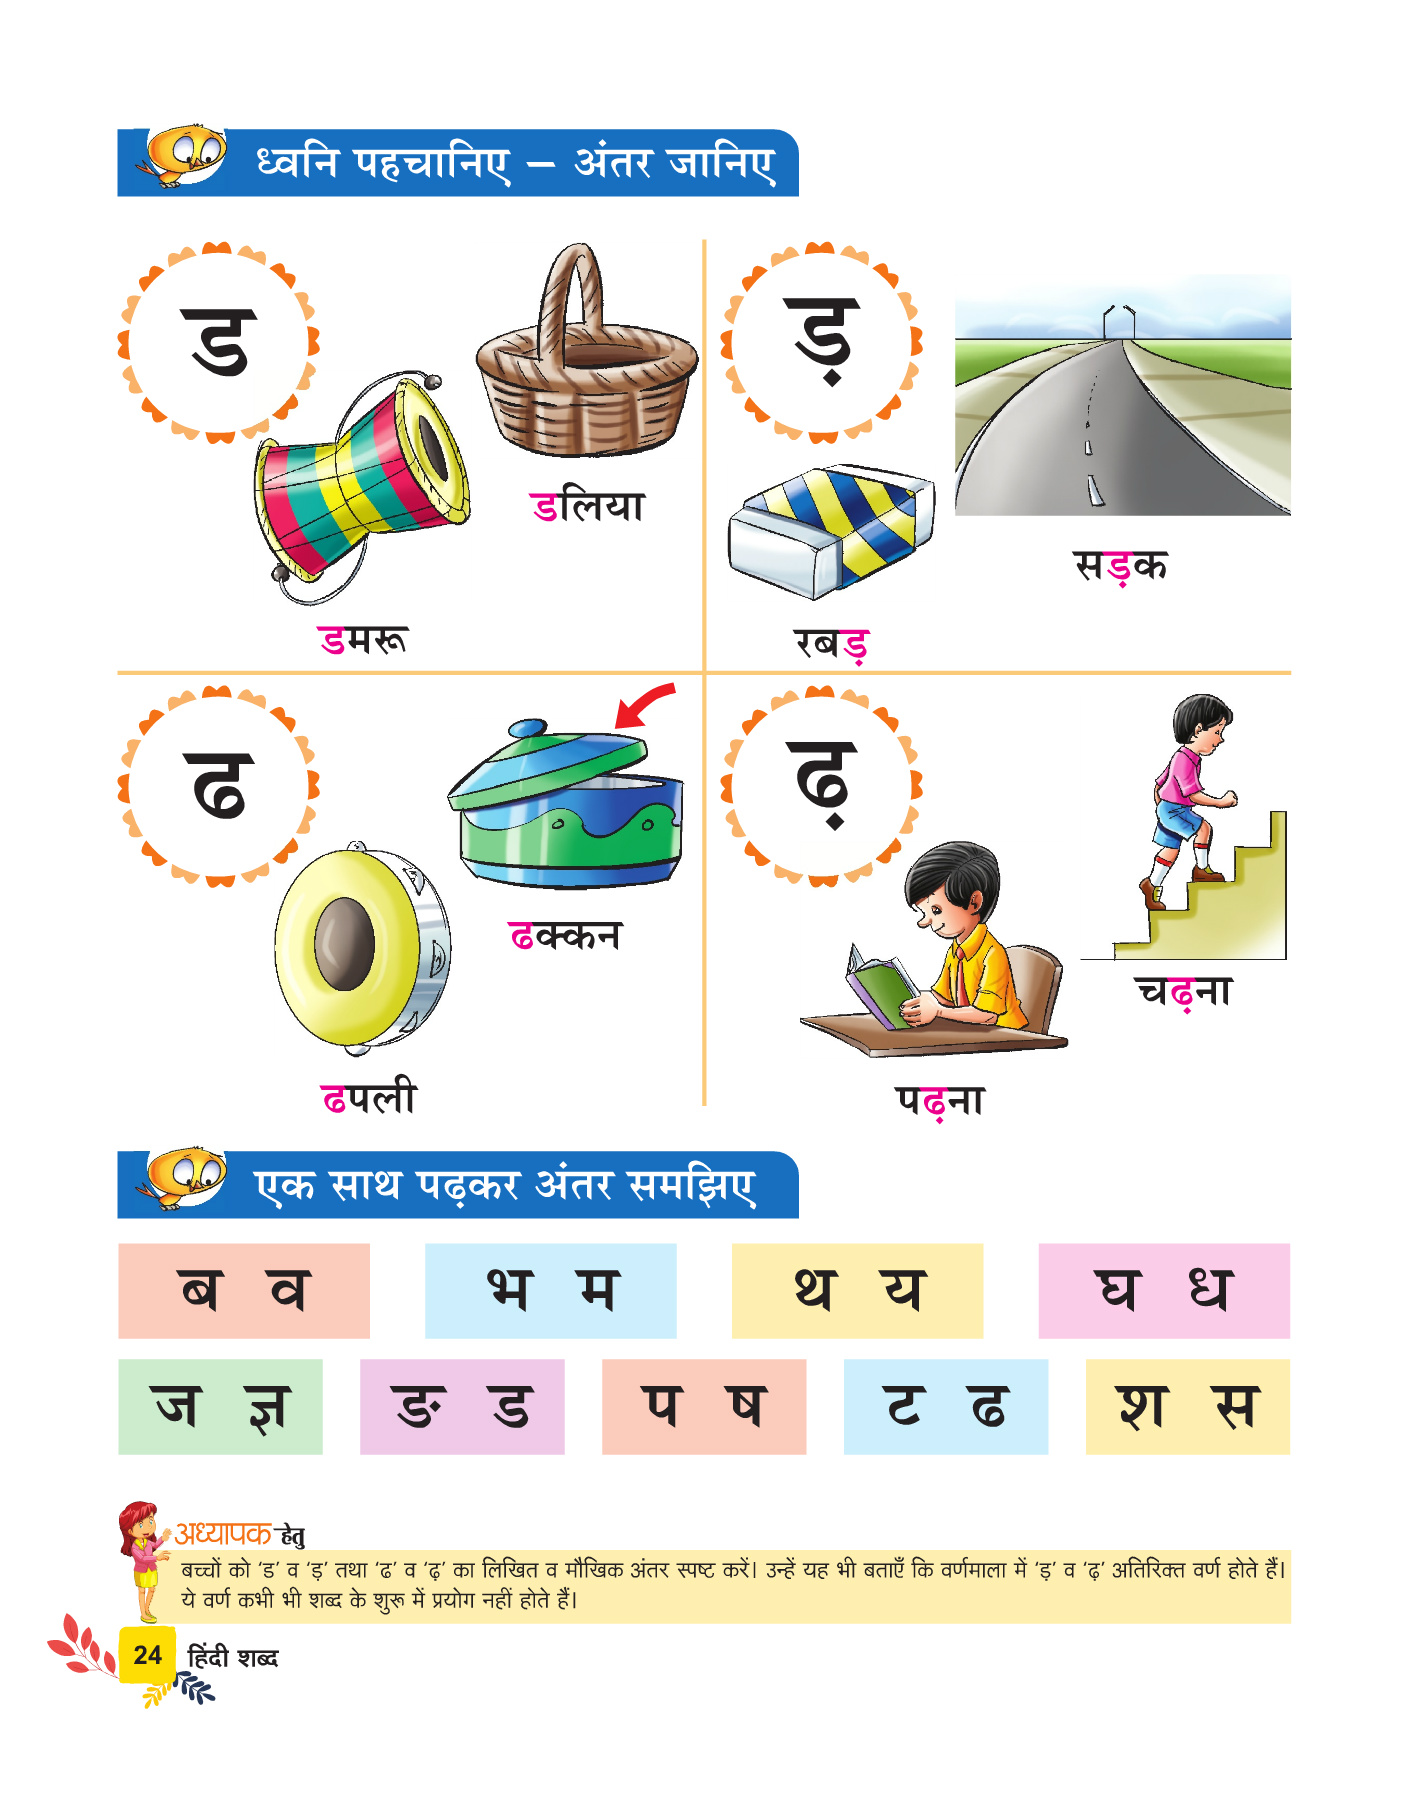 ध्वनि पहचानिए – अंतर जानिए
ड
डलिया
डमरू
ड़
सड़क
रबड़
ढ
ढक्कन
ढपली
ढ़
चढ़ना
पढ़ना
एक साथ पढ़कर अंतर समझिए
ब व भ म थ य घ ध
ज ज्ञ ङ ड प ष ट ढ श स
अध्यापक हेतु
बच्चों को ‘ड’ व ‘ड़’ तथा ‘ढ’ व ‘ढ़’ का लिखित व मौखिक अंतर स्पष्ट करें। उन्हें यह भी बताएँ कि वर्णमाला में ‘ड़’ व ‘ढ़’ अतिरिक्त वर्ण होते हैं।
ये वर्ण कभी भी शब्द के शुरू में प्रयोग नहीं होते हैं।
24 हिंदी शब्द